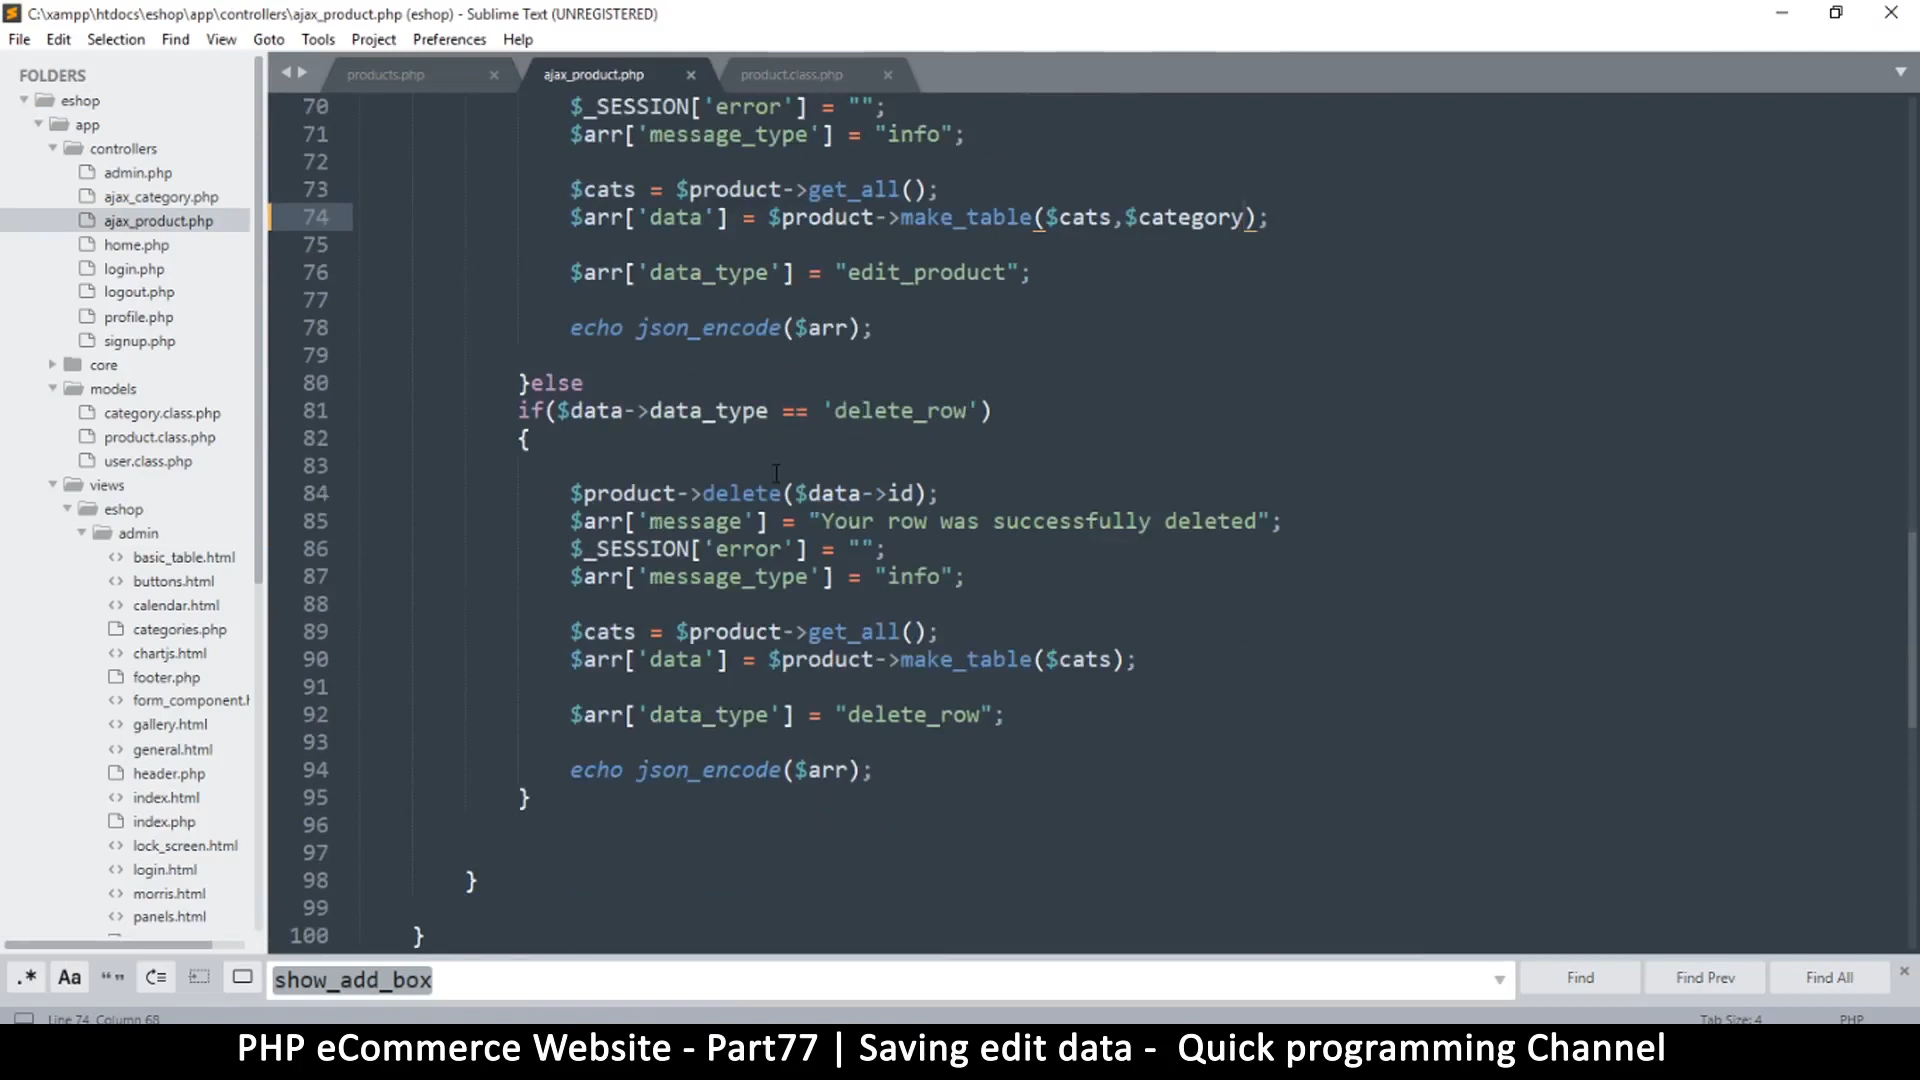 C:\xampp\htdocs\eshop\app\controllers\ajax_product.php (eshop) - Sublime Text (UNREGISTERED)
File Edit Selection Find View Goto Tools Project Preferences Help
FOLDERS
eshop
app
controllers
admin.php
ajax_category.php
ajax_product.php
home.php
login.php
logout.php
profile.php
signup.php
core
models
category.class.php
product.class.php
user.class.php
views
eshop
admin
basic_table.html
buttons.html
calendar.html
categories.php
chartjs.html
footer.php
form_component.h
gallery.html
general.html
header.php
index.html
index.php
lock_screen.html
login.html
morris.html
panels.html
products.php ajax_product.php product.class.php
70 $_SESSION['error'] = "";
71 $arr['message_type'] = "info";
72
73 $cats = $product->get_all();
74 $arr['data'] = $product->make_table($cats,$category);
75
76 $arr['data_type'] = "edit_product";
77
78 echo json_encode($arr);
79
80 }else
81 if($data->data_type == 'delete_row')
82 {
83
84 $product->delete($data->id);
85 $arr['message'] = "Your row was successfully deleted";
86 $_SESSION['error'] = "";
87 $arr['message_type'] = "info";
88
89 $cats = $product->get_all();
90 $arr['data'] = $product->make_table($cats);
91
92 $arr['data_type'] = "delete_row";
93
94 echo json_encode($arr);
95 }
96
97
98 }
99
100 }
.* Aa “ ” show_add_box Find Find Prev Find All
Line 74, Column 68 Tab Size: 4 PHP
PHP eCommerce Website - Part77 | Saving edit data - Quick programming Channel